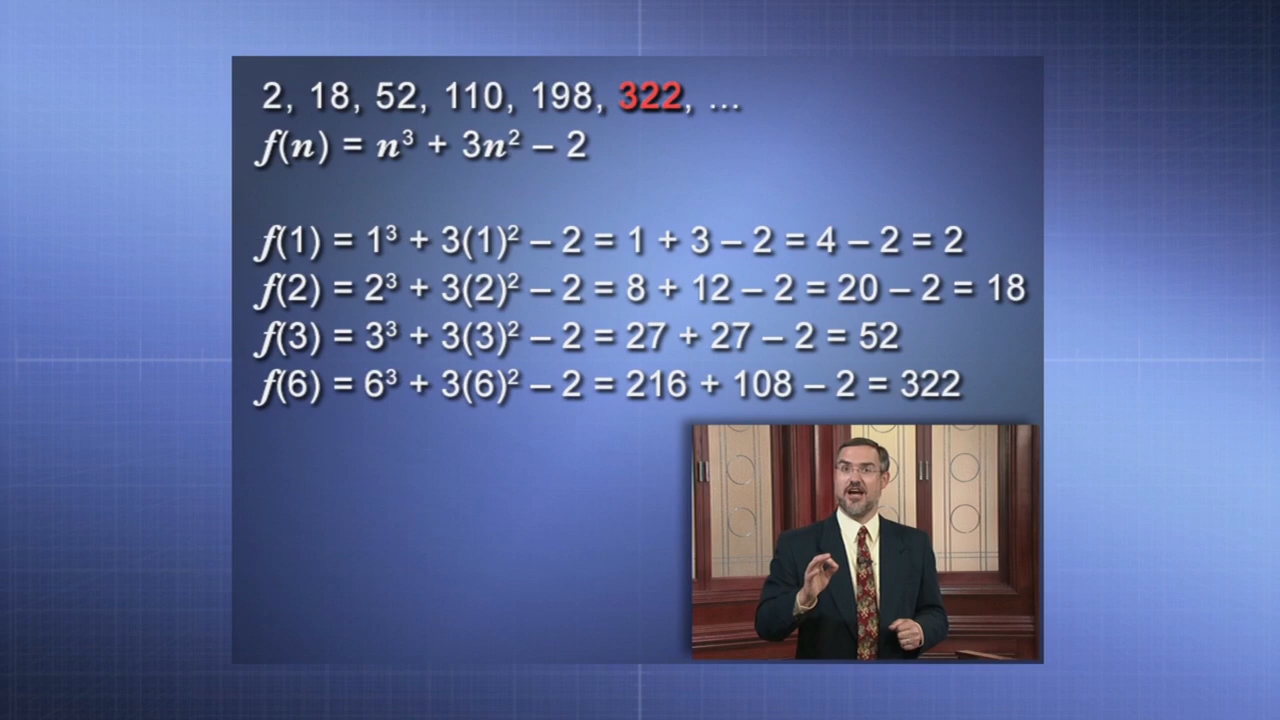 2, 18, 52, 110, 198, 322, ...
f(n) = n³ + 3n² – 2
f(1) = 1³ + 3(1)² – 2 = 1 + 3 – 2 = 4 – 2 = 2
f(2) = 2³ + 3(2)² – 2 = 8 + 12 – 2 = 20 – 2 = 18
f(3) = 3³ + 3(3)² – 2 = 27 + 27 – 2 = 52
f(6) = 6³ + 3(6)² – 2 = 216 + 108 – 2 = 322